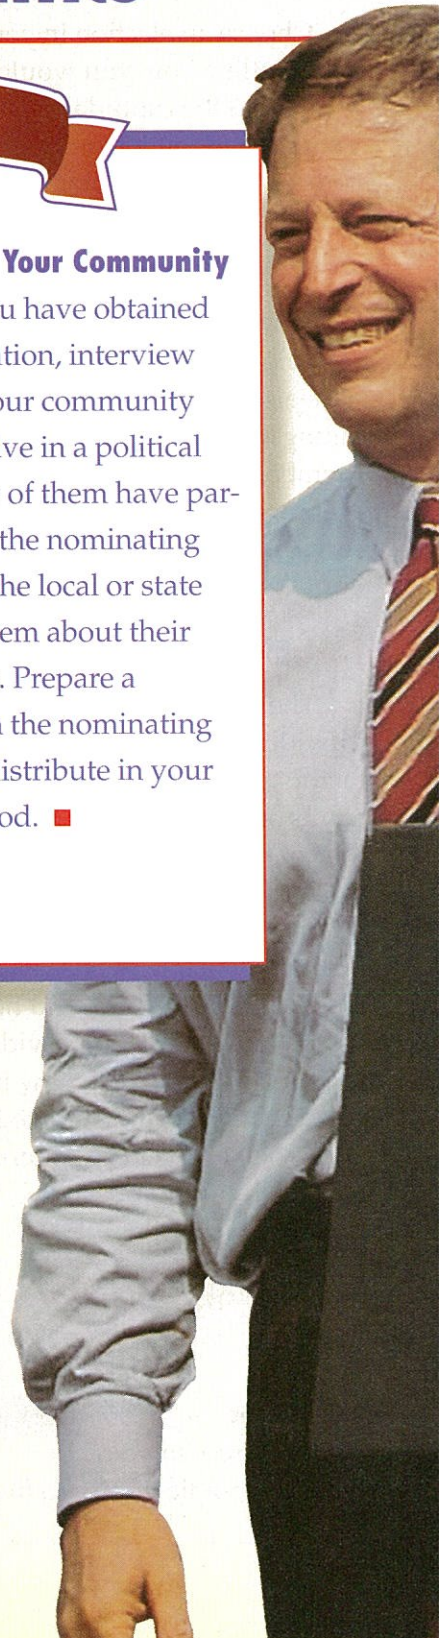 Your Community
u have obtained
tion, interview
our community
ve in a political
of them have par-
the nominating
he local or state
em about their
. Prepare a
the nominating
istribute in your
od. ■